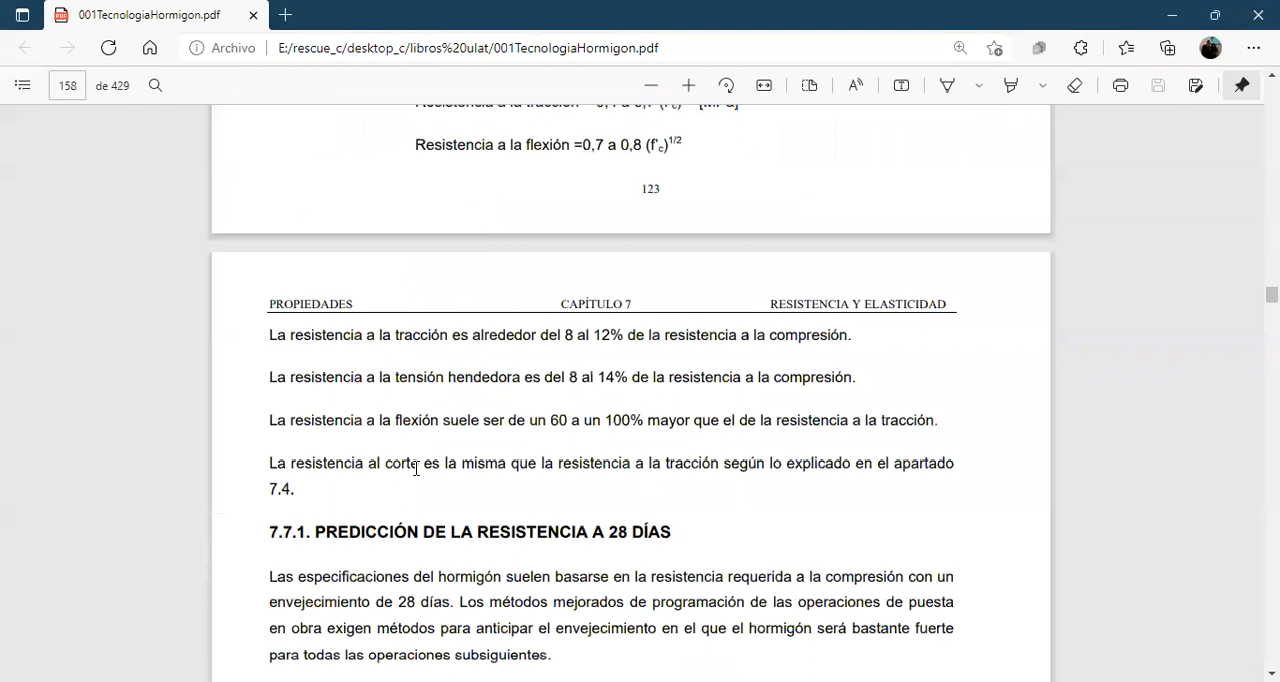 001TecnologiaHormigon.pdf
Archivo E:/rescue_c/desktop_c/libros%20ulat/001TecnologiaHormigon.pdf
158 de 429
Resistencia a la flexión =0,7 a 0,8 (f'c)1/2
123
PROPIEDADES CAPÍTULO 7 RESISTENCIA Y ELASTICIDAD
La resistencia a la tracción es alrededor del 8 al 12% de la resistencia a la compresión.
La resistencia a la tensión hendedora es del 8 al 14% de la resistencia a la compresión.
La resistencia a la flexión suele ser de un 60 a un 100% mayor que el de la resistencia a la tracción.
La resistencia al corte es la misma que la resistencia a la tracción según lo explicado en el apartado
7.4.
7.7.1. PREDICCIÓN DE LA RESISTENCIA A 28 DÍAS
Las especificaciones del hormigón suelen basarse en la resistencia requerida a la compresión con un
envejecimiento de 28 días. Los métodos mejorados de programación de las operaciones de puesta
en obra exigen métodos para anticipar el envejecimiento en el que el hormigón será bastante fuerte
para todas las operaciones subsiguientes.